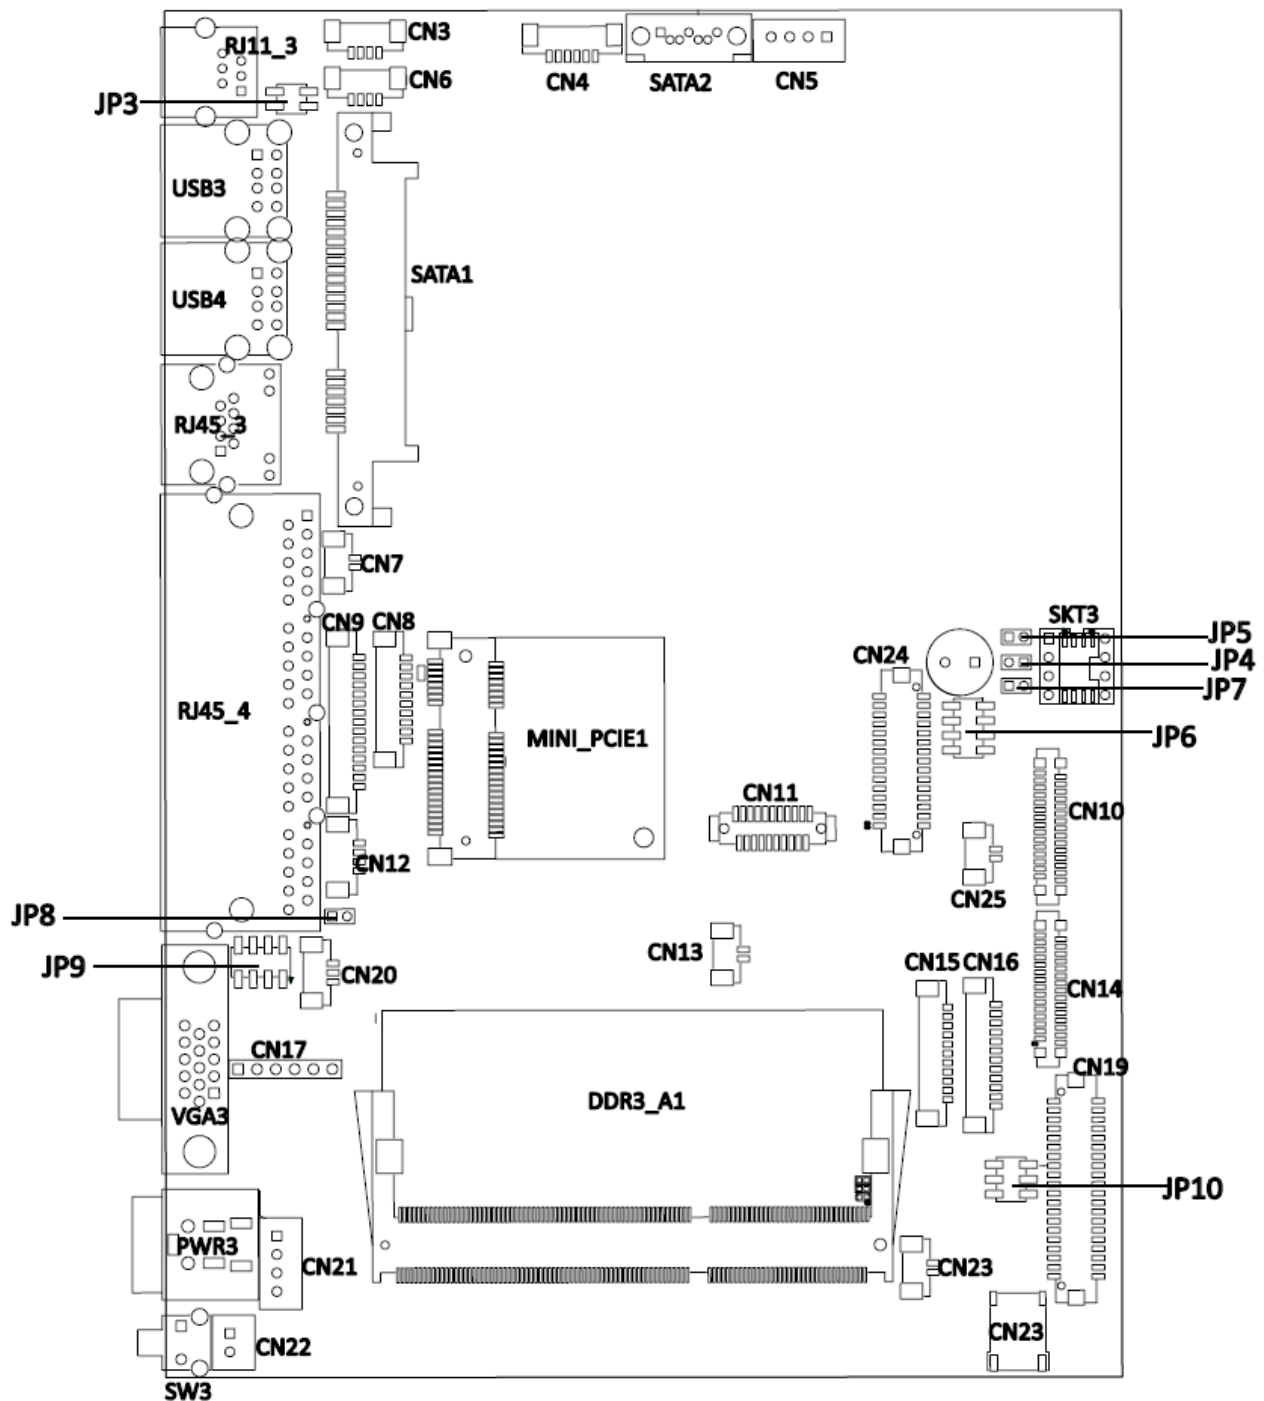 RJ11_3
CN3
CN6
CN4
SATA2
CN5
JP3
USB3
SATA1
USB4
RJ45_3
CN7
CN9
CN8
SKT3
JP5
CN24
JP4
JP7
RJ45_4
MINI_PCIE1
JP6
CN11
CN10
CN12
CN25
JP8
CN13
JP9
CN20
CN15
CN16
CN14
CN17
CN19
VGA3
DDR3_A1
JP10
PWR3
CN21
CN23
CN23
CN22
SW3